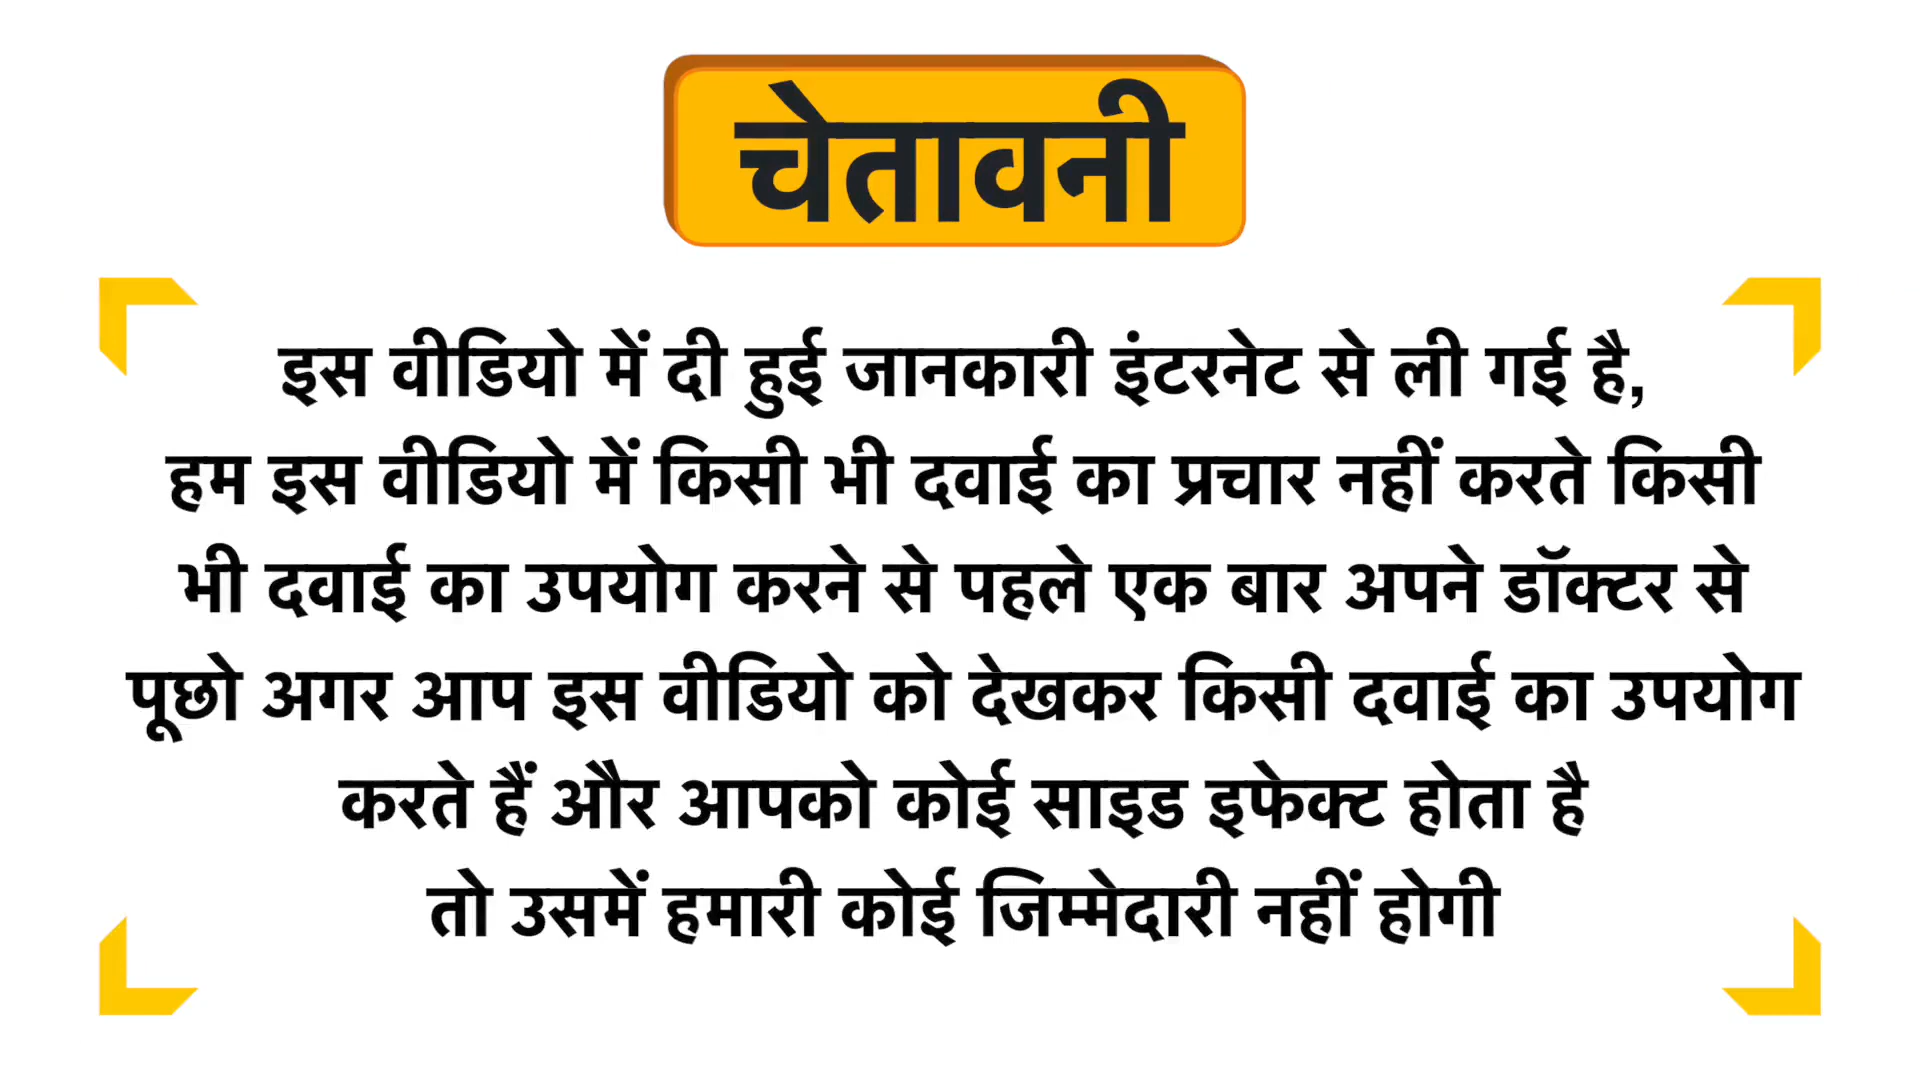 चेतावनी
इस वीडियो में दी हुई जानकारी इंटरनेट से ली गई है,
हम इस वीडियो में किसी भी दवाई का प्रचार नहीं करते किसी
भी दवाई का उपयोग करने से पहले एक बार अपने डॉक्टर से
पूछो अगर आप इस वीडियो को देखकर किसी दवाई का उपयोग
करते हैं और आपको कोई साइड इफेक्ट होता है
तो उसमें हमारी कोई जिम्मेदारी नहीं होगी